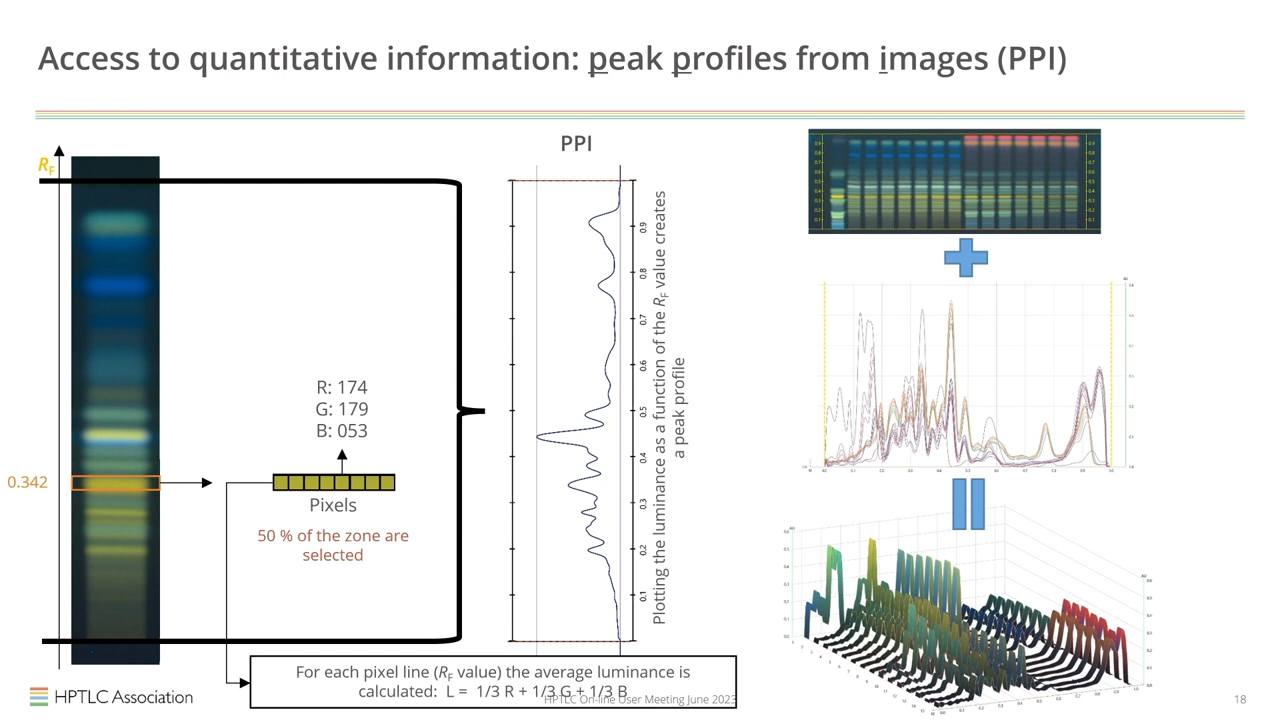 Access to quantitative information: peak profiles from images (PPI)
PPI
RF
0.342
R: 174
G: 179
B: 053
Pixels
50 % of the zone are
selected
0.9
0.8
0.7
0.6
0.5
0.4
0.3
0.2
0.1
Plotting the luminance as a function of the RF value creates
a peak profile
For each pixel line (RF value) the average luminance is
calculated:  L =  1/3 R + 1/3 G + 1/3 B
HPTLC Association
HPTLC On-line User Meeting June 2023
18